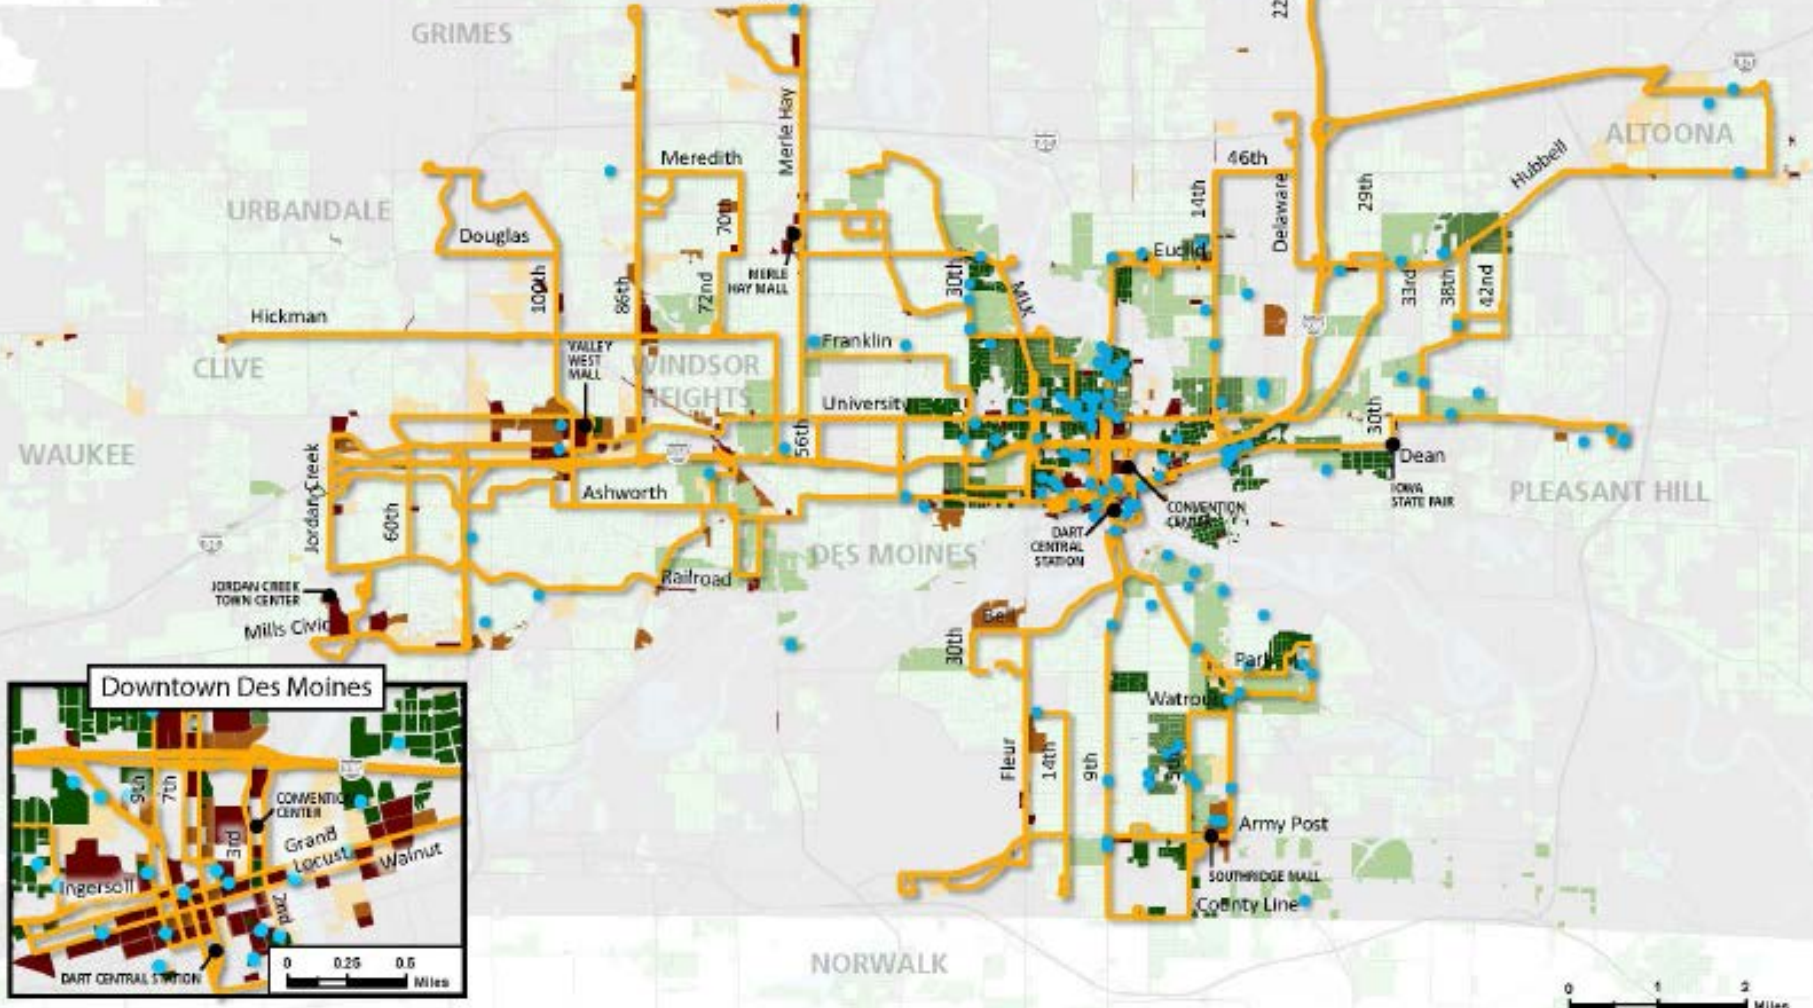 GRIMES
22
Merle Hay
Meredith
46th
ALTOONA
Hubbell
URBANDALE
Douglas
70th
14th
Delaware
29th
MERLE
HAY MALL
Euclid
100th
86th
72nd
30th
MLK
33rd
38th
42nd
Hickman
Franklin
VALLEY
WEST
MALL
CLIVE
WINDSOR
HEIGHTS
University
30th
WAUKEE
56th
Dean
Jordan Creek
Ashworth
IOWA
STATE FAIR
PLEASANT HILL
60th
CONVENTION
CENTER
DART
CENTRAL
STATION
DES MOINES
Railroad
JORDAN CREEK
TOWN CENTER
Mills Civic
Bell
30th
Park
Watrous
Fleur
14th
9th
5th
Army Post
SOUTHRIDGE MALL
County Line
NORWALK
Downtown Des Moines
9th
7th
CONVENTION
CENTER
3rd
Grand
Locust
Walnut
Ingersoll
2nd
DART CENTRAL STATION
0 0.25 0.5
Miles
0 1 2
Miles